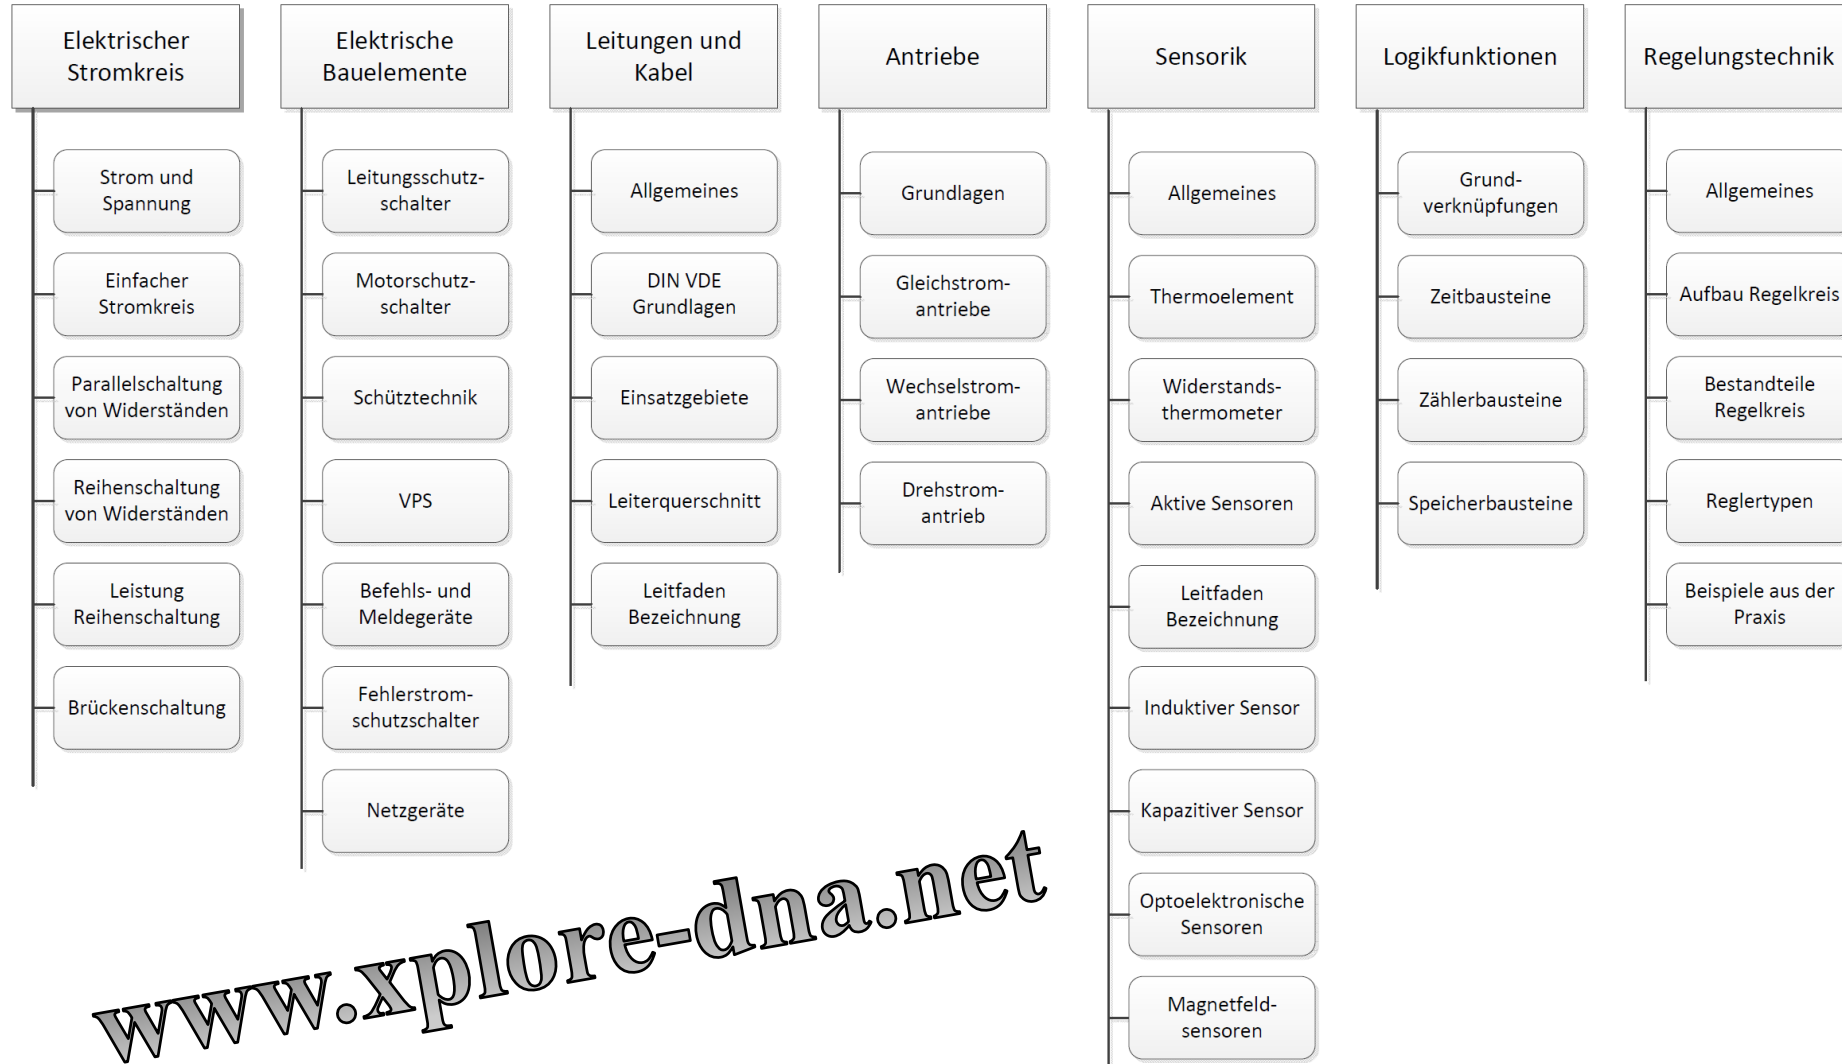 Elektrischer
Stromkreis
Strom und
Spannung
Einfacher
Stromkreis
Parallelschaltung
von Widerständen
Reihenschaltung
von Widerständen
Leistung
Reihenschaltung
Brückenschaltung
Elektrische
Bauelemente
Leitungsschutz-
schalter
Motorschutz-
schalter
Schütztechnik
VPS
Befehls- und
Meldegeräte
Fehlerstrom-
schutzschalter
Netzgeräte
Leitungen und
Kabel
Allgemeines
DIN VDE
Grundlagen
Einsatzgebiete
Leiterquerschnitt
Leitfaden
Bezeichnung
Antriebe
Grundlagen
Gleichstrom-
antriebe
Wechselstrom-
antriebe
Drehstrom-
antrieb
Sensorik
Allgemeines
Thermoelement
Widerstands-
thermometer
Aktive Sensoren
Leitfaden
Bezeichnung
Induktiver Sensor
Kapazitiver Sensor
Optoelektronische
Sensoren
Magnetfeld-
sensoren
Logikfunktionen
Grund-
verknüpfungen
Zeitbausteine
Zählerbausteine
Speicherbausteine
Regelungstechnik
Allgemeines
Aufbau Regelkreis
Bestandteile
Regelkreis
Reglertypen
Beispiele aus der
Praxis
www.xplore-dna.net